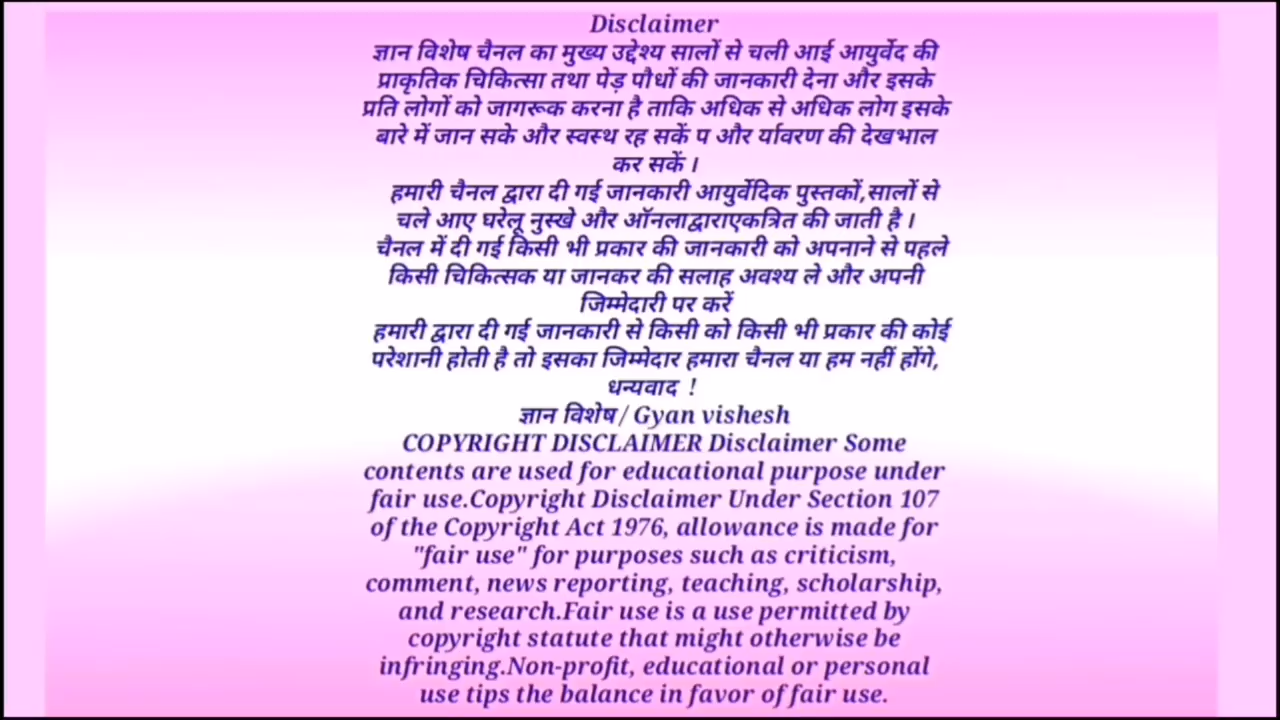 Disclaimer
ज्ञान विशेष चैनल का मुख्य उद्देश्य सालों से चली आई आयुर्वेद की
प्राकृतिक चिकित्सा तथा पेड़ पौधों की जानकारी देना और इसके
प्रति लोगों को जागरूक करना है ताकि अधिक से अधिक लोग इसके
बारे में जान सके और स्वस्थ रह सकें प और र्यावरण की देखभाल
कर सकें ।
हमारी चैनल द्वारा दी गई जानकारी आयुर्वेदिक पुस्तकों,सालों से
चले आए घरेलू नुस्खे और ऑनलाद्वाराएकत्रित की जाती है ।
चैनल में दी गई किसी भी प्रकार की जानकारी को अपनाने से पहले
किसी चिकित्सक या जानकर की सलाह अवश्य ले और अपनी
जिम्मेदारी पर करें
हमारी द्वारा दी गई जानकारी से किसी को किसी भी प्रकार की कोई
परेशानी होती है तो इसका जिम्मेदार हमारा चैनल या हम नहीं होंगे,
धन्यवाद !
ज्ञान विशेष/ Gyan vishesh
COPYRIGHT DISCLAIMER Disclaimer Some
contents are used for educational purpose under
fair use.Copyright Disclaimer Under Section 107
of the Copyright Act 1976, allowance is made for
"fair use" for purposes such as criticism,
comment, news reporting, teaching, scholarship,
and research.Fair use is a use permitted by
copyright statute that might otherwise be
infringing.Non-profit, educational or personal
use tips the balance in favor of fair use.